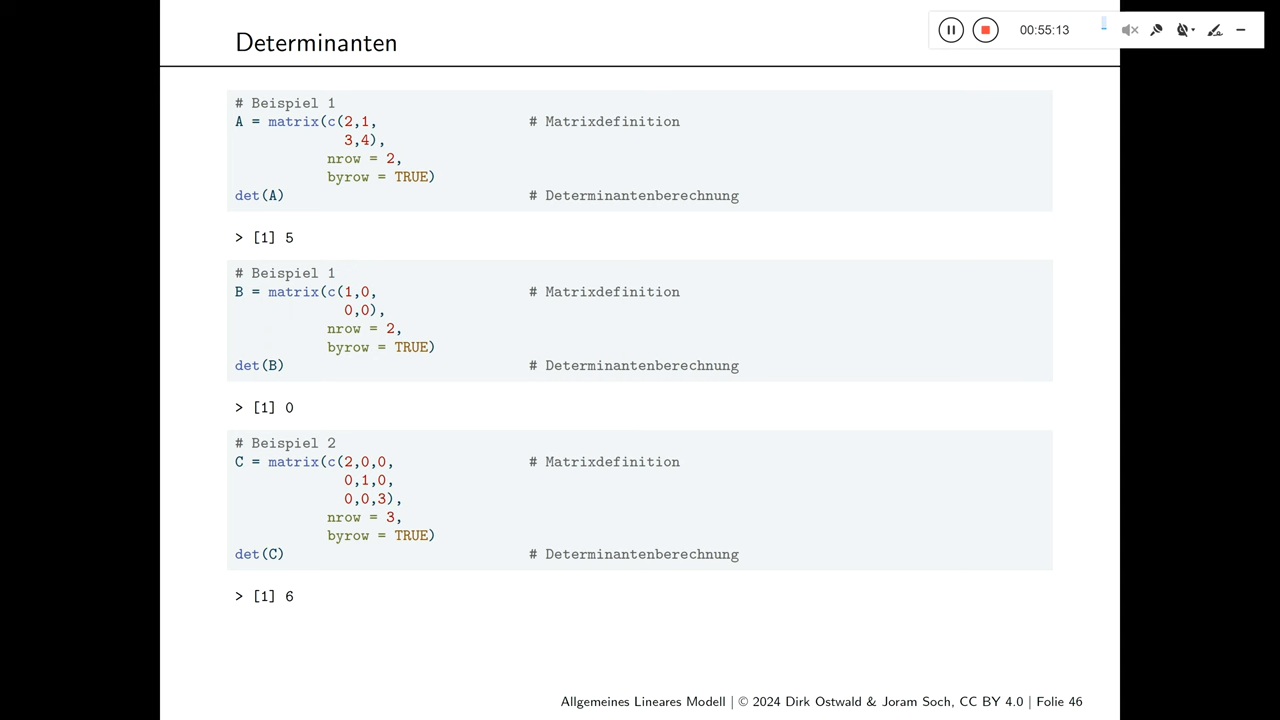 00:55:13
Determinanten
# Beispiel 1
A = matrix(c(2,1, # Matrixdefinition
3,4),
nrow = 2,
byrow = TRUE)
det(A) # Determinantenberechnung
> [1] 5
# Beispiel 1
B = matrix(c(1,0, # Matrixdefinition
0,0),
nrow = 2,
byrow = TRUE)
det(B) # Determinantenberechnung
> [1] 0
# Beispiel 2
C = matrix(c(2,0,0, # Matrixdefinition
0,1,0,
0,0,3),
nrow = 3,
byrow = TRUE)
det(C) # Determinantenberechnung
> [1] 6
Allgemeines Lineares Modell | © 2024 Dirk Ostwald & Joram Soch, CC BY 4.0 | Folie 46